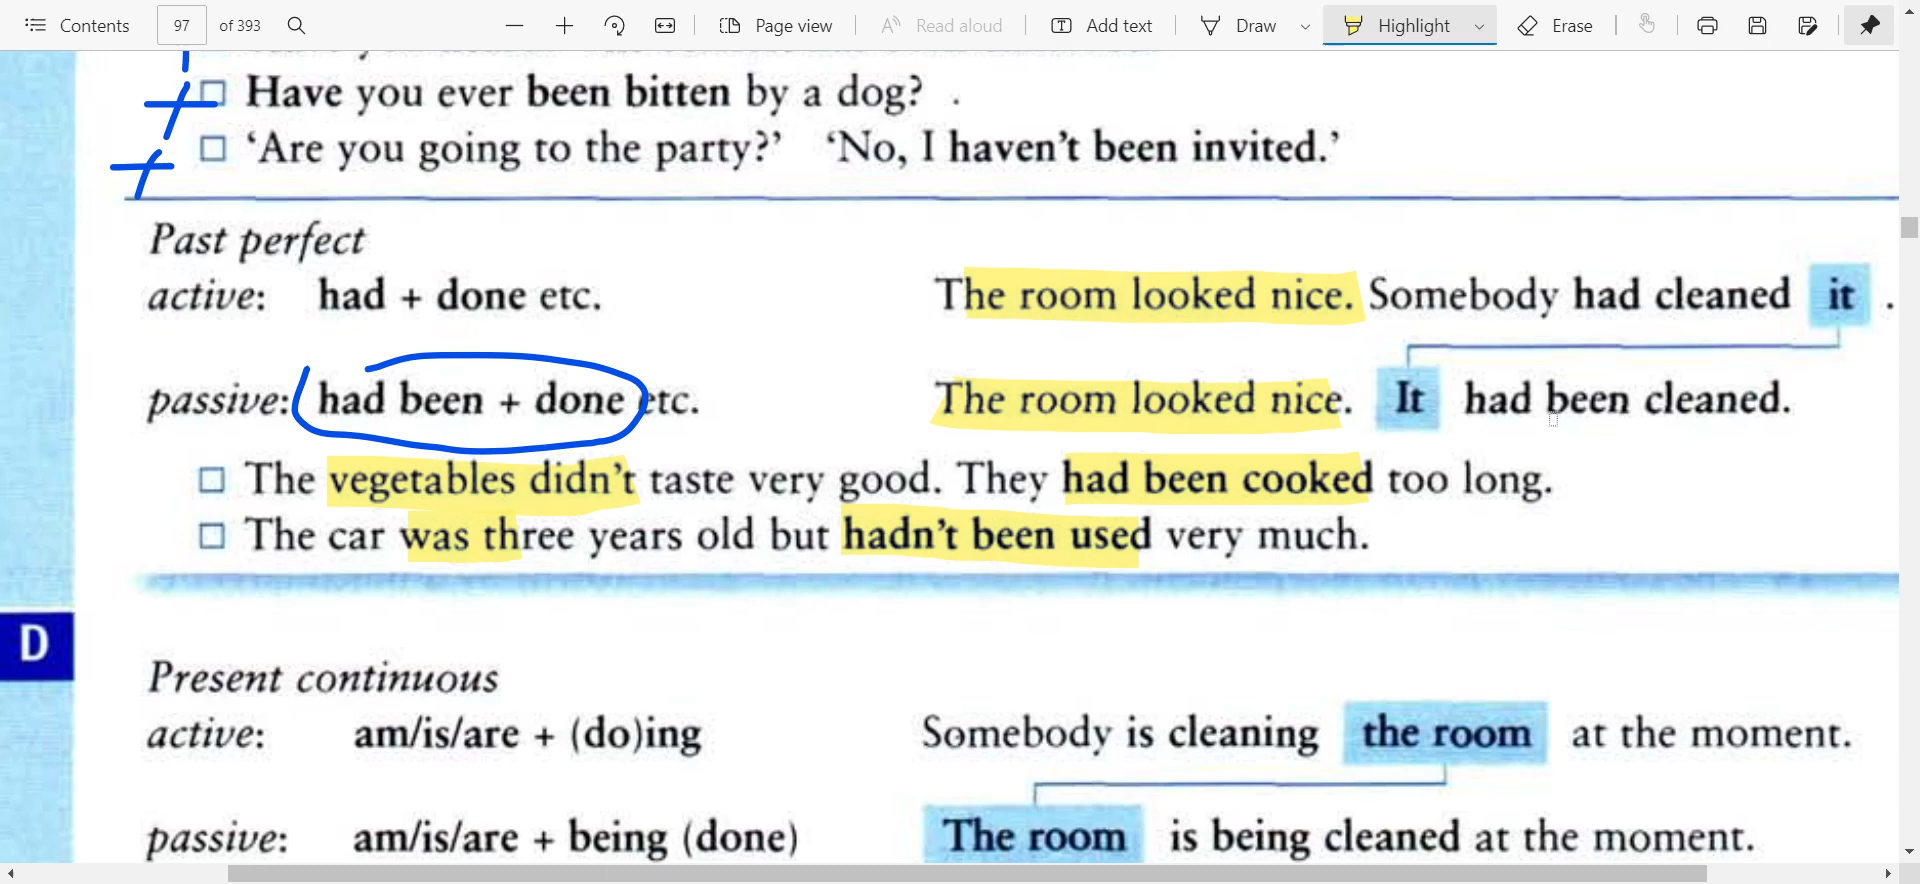 Contents 97 of 393 Page view Read aloud Add text Draw Highlight Erase
Have you ever been bitten by a dog?
‘Are you going to the party?’ ‘No, I haven’t been invited.’
Past perfect
active: had + done etc. The room looked nice. Somebody had cleaned it .
passive: had been + done etc. The room looked nice. It had been cleaned.
The vegetables didn’t taste very good. They had been cooked too long.
The car was three years old but hadn’t been used very much.
D
Present continuous
active: am/is/are + (do)ing Somebody is cleaning the room at the moment.
passive: am/is/are + being (done) The room is being cleaned at the moment.